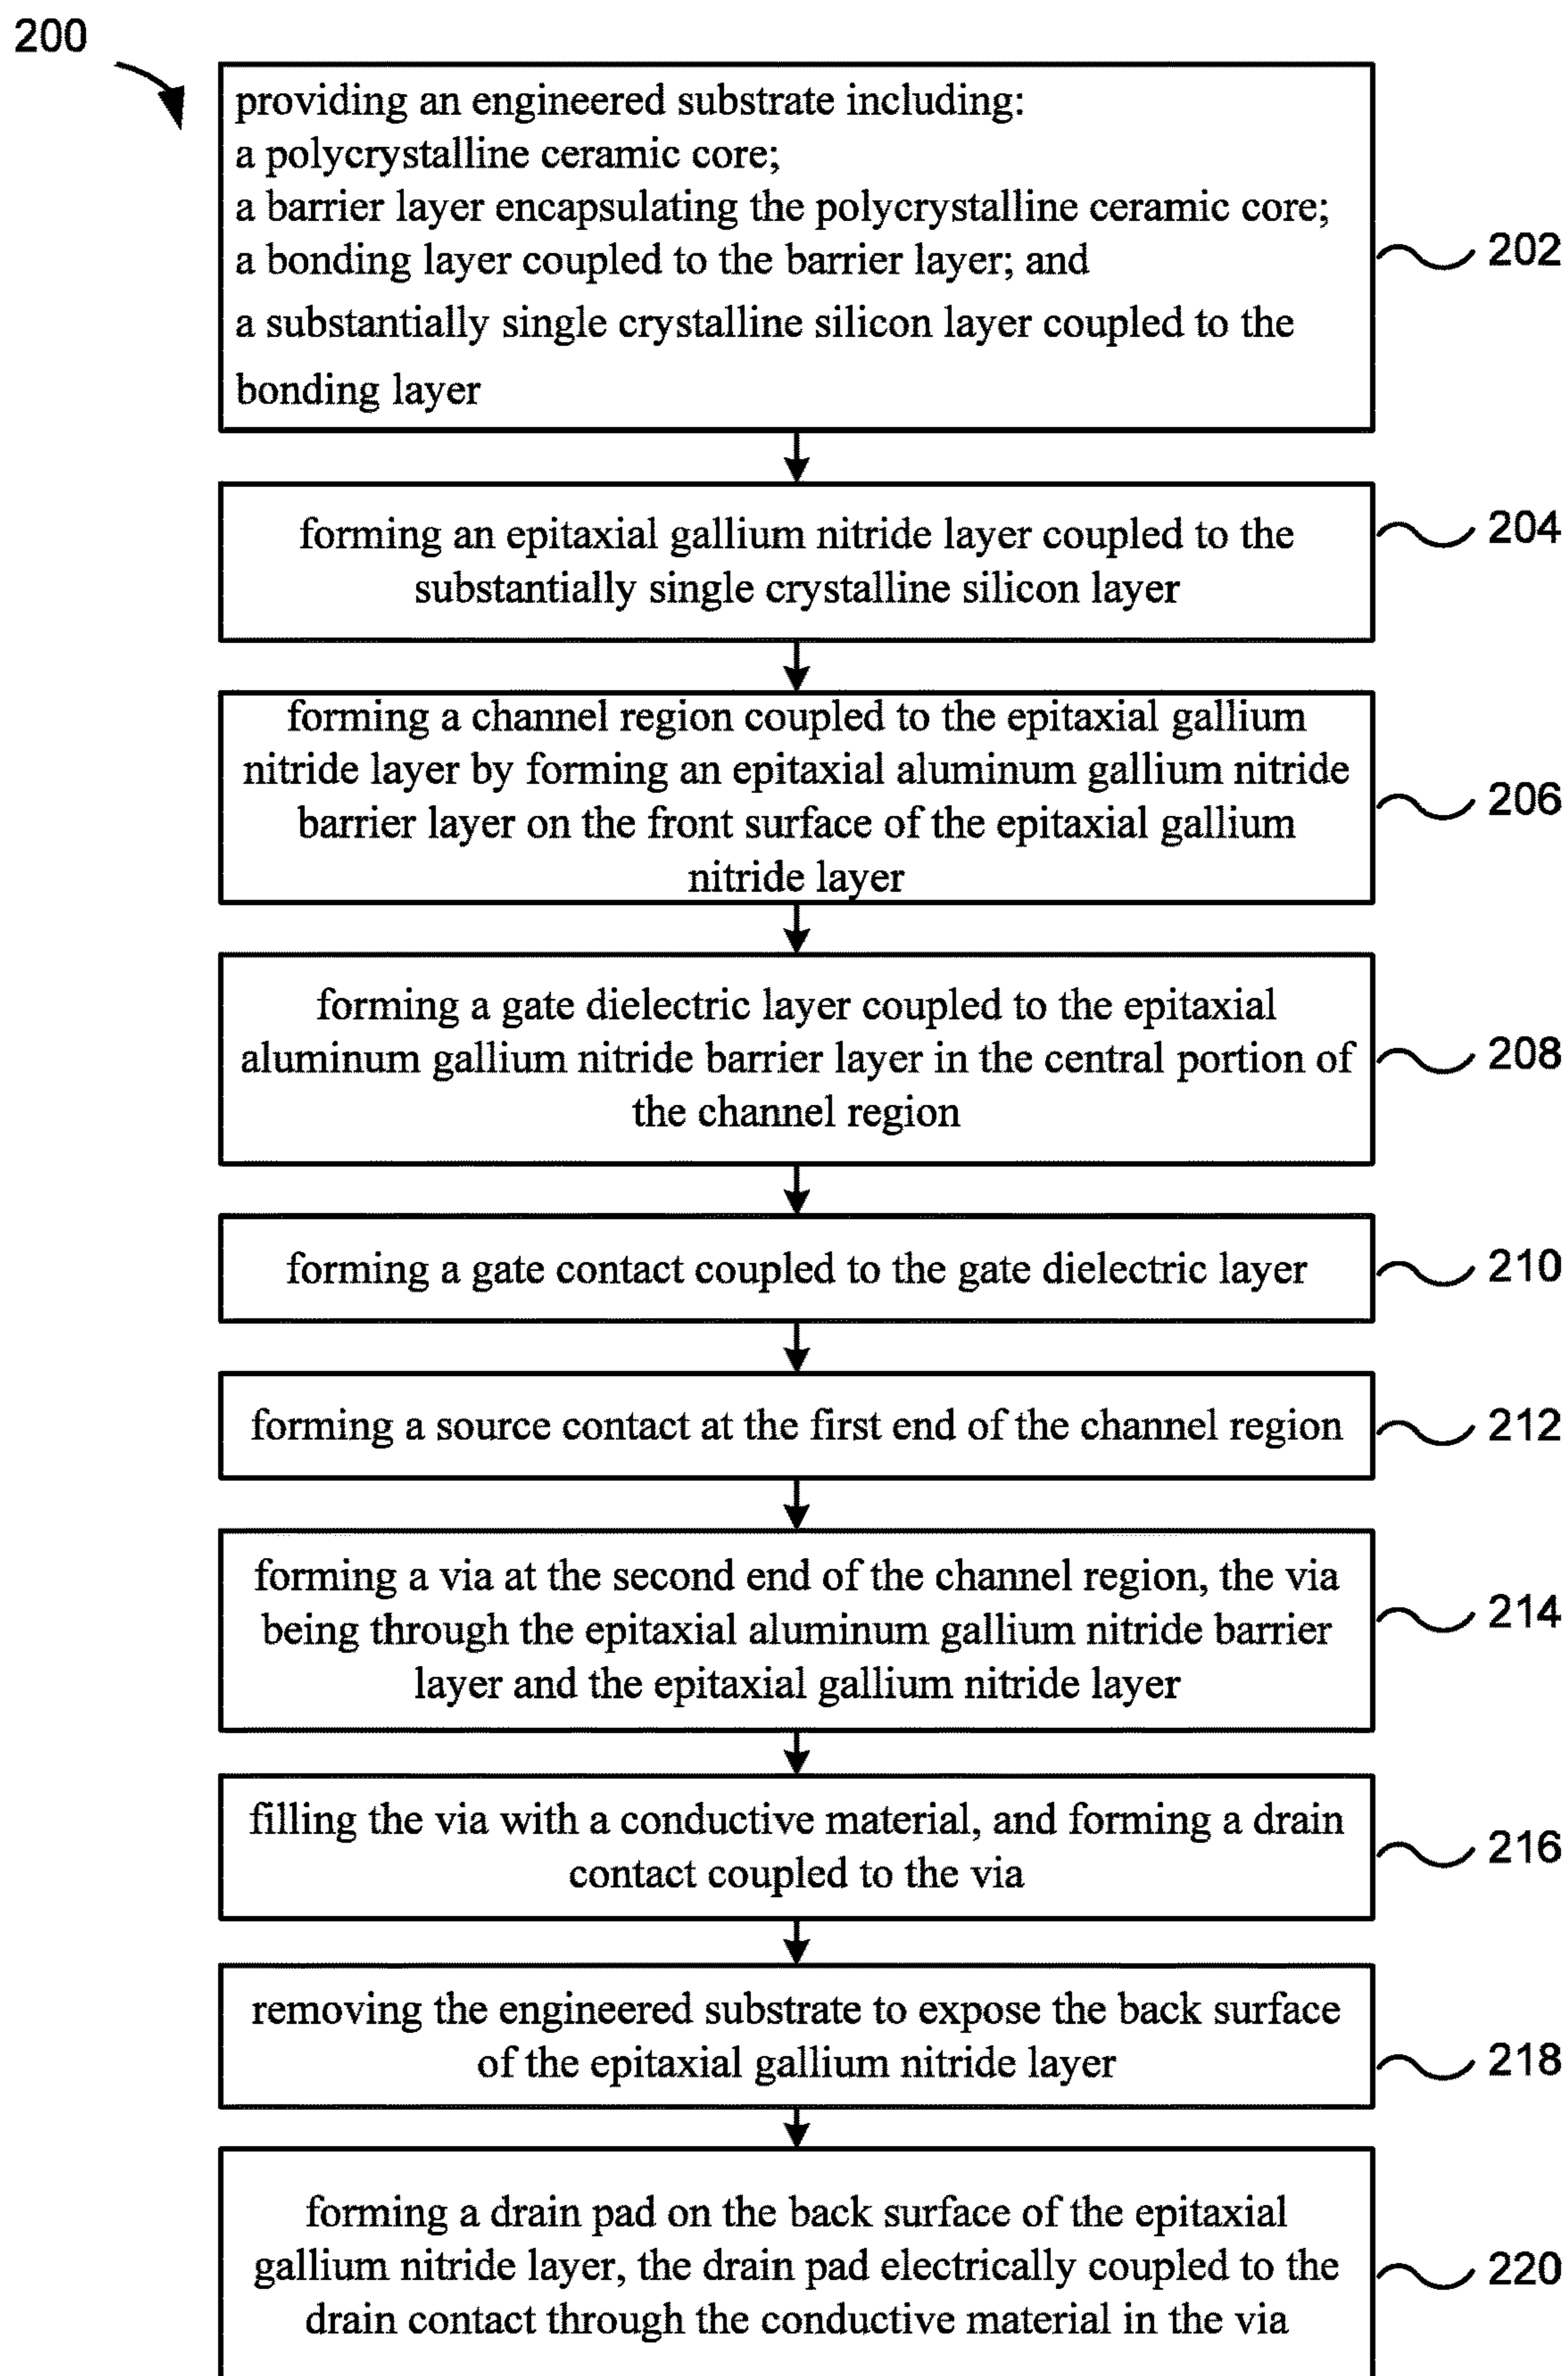 200
providing an engineered substrate including:
a polycrystalline ceramic core;
a barrier layer encapsulating the polycrystalline ceramic core;
a bonding layer coupled to the barrier layer; and
a substantially single crystalline silicon layer coupled to the
bonding layer
202
forming an epitaxial gallium nitride layer coupled to the
substantially single crystalline silicon layer
204
forming a channel region coupled to the epitaxial gallium
nitride layer by forming an epitaxial aluminum gallium nitride
barrier layer on the front surface of the epitaxial gallium
nitride layer
206
forming a gate dielectric layer coupled to the epitaxial
aluminum gallium nitride barrier layer in the central portion of
the channel region
208
forming a gate contact coupled to the gate dielectric layer
210
forming a source contact at the first end of the channel region
212
forming a via at the second end of the channel region, the via
being through the epitaxial aluminum gallium nitride barrier
layer and the epitaxial gallium nitride layer
214
filling the via with a conductive material, and forming a drain
contact coupled to the via
216
removing the engineered substrate to expose the back surface
of the epitaxial gallium nitride layer
218
forming a drain pad on the back surface of the epitaxial
gallium nitride layer, the drain pad electrically coupled to the
drain contact through the conductive material in the via
220